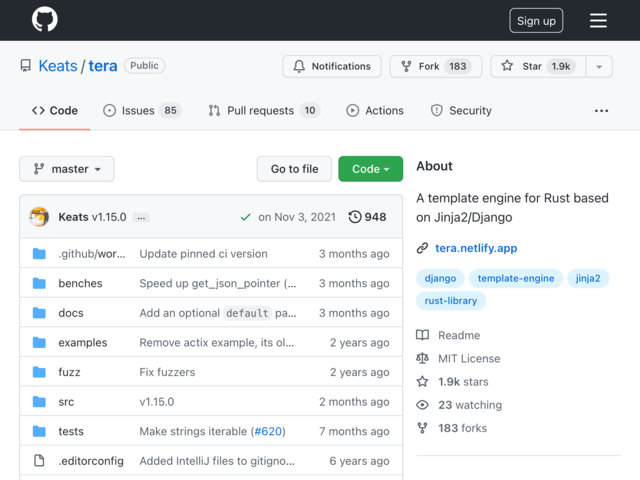 Sign up
Keats / tera Public
Notifications Fork 183 Star 1.9k
Code Issues 85 Pull requests 10 Actions Security ...
master Go to file Code
Keats v1.15.0 ... on Nov 3, 2021 948
.github/wor... Update pinned ci version 3 months ago
benches Speed up get_json_pointer (... 3 months ago
docs Add an optional default pa... 3 months ago
examples Remove actix example, its ol... 2 years ago
fuzz Fix fuzzers 2 years ago
src v1.15.0 2 months ago
tests Make strings iterable (#620) 7 months ago
.editorconfig Added IntelliJ files to gitigno... 6 years ago
About
A template engine for Rust based
on Jinja2/Django
tera.netlify.app
django template-engine jinja2
rust-library
Readme
MIT License
1.9k stars
23 watching
183 forks